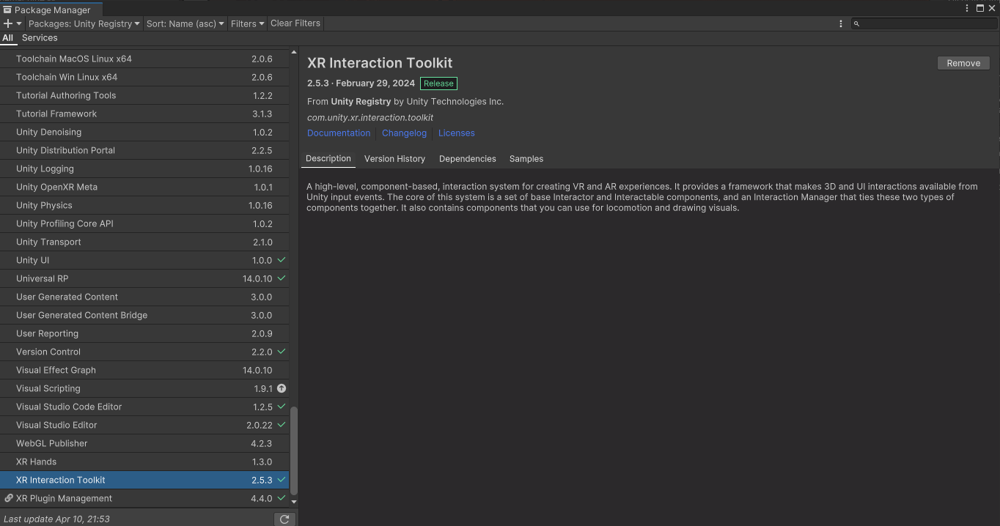 Package Manager
Packages: Unity Registry Sort: Name (asc) Filters Clear Filters
All Services
Toolchain MacOS Linux x64 2.0.6
Toolchain Win Linux x64 2.0.6
Tutorial Authoring Tools 1.2.2
Tutorial Framework 3.1.3
Unity Denoising 1.0.2
Unity Distribution Portal 2.2.5
Unity Logging 1.0.16
Unity OpenXR Meta 1.0.1
Unity Physics 1.0.16
Unity Profiling Core API 1.0.2
Unity Transport 2.1.0
Unity UI 1.0.0
Universal RP 14.0.10
User Generated Content 3.0.0
User Generated Content Bridge 3.0.0
User Reporting 2.0.9
Version Control 2.2.0
Visual Effect Graph 14.0.10
Visual Scripting 1.9.1
Visual Studio Code Editor 1.2.5
Visual Studio Editor 2.0.22
WebGL Publisher 4.2.3
XR Hands 1.3.0
XR Interaction Toolkit 2.5.3
XR Plugin Management 4.4.0
Last update Apr 10, 21:53
XR Interaction Toolkit
Remove
2.5.3 · February 29, 2024 Release
From Unity Registry by Unity Technologies Inc.
com.unity.xr.interaction.toolkit
Documentation Changelog Licenses
Description Version History Dependencies Samples
A high-level, component-based, interaction system for creating VR and AR experiences. It provides a framework that makes 3D and UI interactions available from
Unity input events. The core of this system is a set of base Interactor and Interactable components, and an Interaction Manager that ties these two types of
components together. It also contains components that you can use for locomotion and drawing visuals.